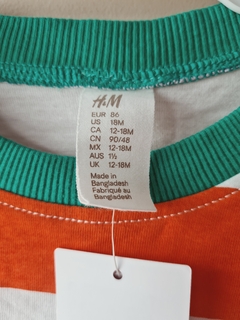 H&M
EUR 86
US 18M
CA 12-18M
CN 90/48
MX 12-18M
AUS 1½
UK 12-18M
Made in
Bangladesh
Fabriqué au
Bangladesh